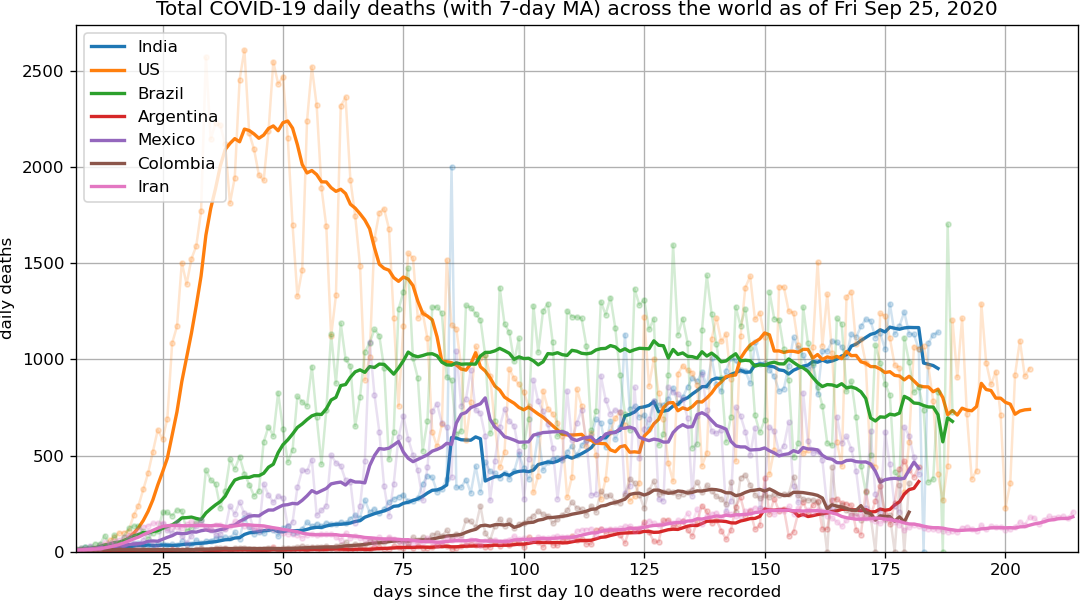 Total COVID-19 daily deaths (with 7-day MA) across the world as of Fri Sep 25, 2020
India
US
Brazil
Argentina
Mexico
Colombia
Iran
daily deaths
2500
2000
1500
1000
500
0
25
50
75
100
125
150
175
200
days since the first day 10 deaths were recorded